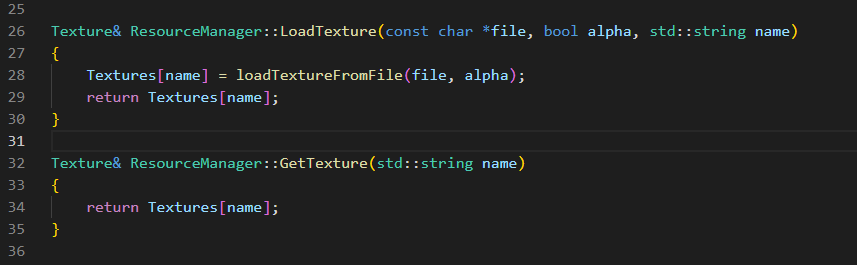 25
26 Texture& ResourceManager::LoadTexture(const char *file, bool alpha, std::string name)
27 {
28     Textures[name] = loadTextureFromFile(file, alpha);
29     return Textures[name];
30 }
31
32 Texture& ResourceManager::GetTexture(std::string name)
33 {
34     return Textures[name];
35 }
36